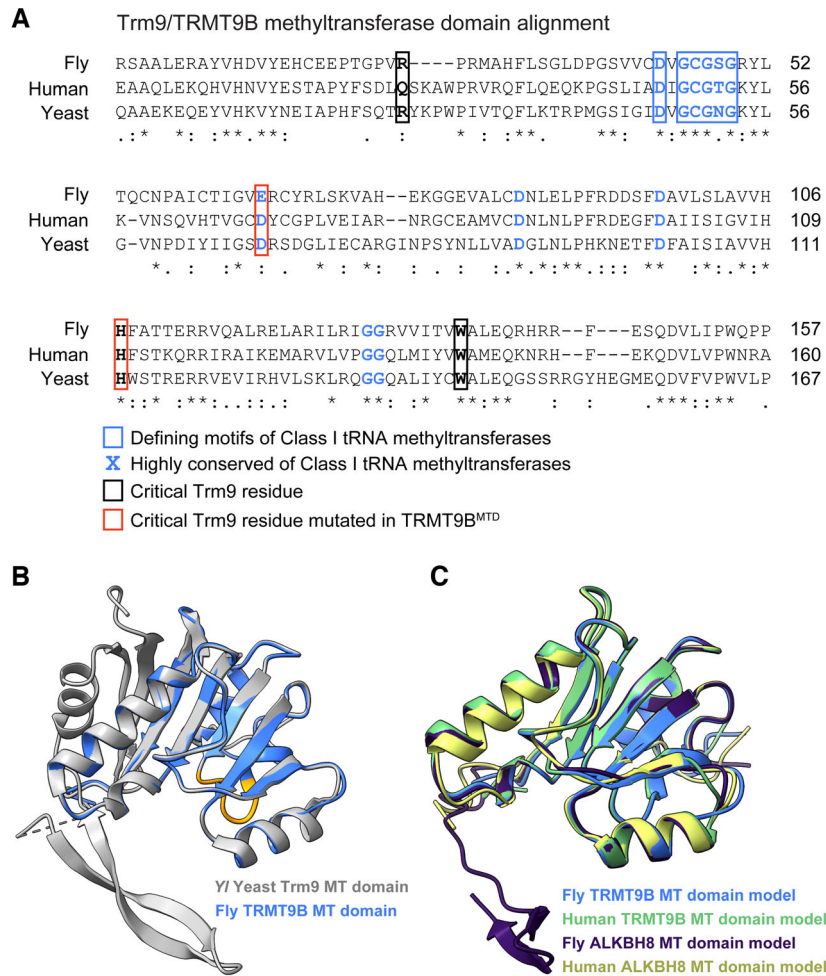 A
Trm9/TRMT9B methyltransferase domain alignment
Fly RSAALERAYVHDVYEHCEEPTGPVR----PRMAHFLSGLDPGSVVCDVGCGSGRYL 52
Human EAAQLEKQHVHNVYESTAPYFSDLQSKAWPRVRQFLQEQKPGSLIADIGCGTGKYL 56
Yeast QAAEKEQEYVHKVYNEIAPHFSQTRYKPWPIVTQFLKTRPMGSIGIDVGCGNGKYL 56
Fly TQCNPAICTIGVERCYRLSKVAH--EKGGEVALCDNLELPFRDDSFDAVLSLAVVH 106
Human K-VNSQVHTVGCDYCGPLVEIAR--NRGCEAMVCDNLNLPFRDEGFDAIISIGVIH 109
Yeast G-VNPDIYIIGSDRSDGLIECARGINPSYNLLVADGLNLPHKNETFDFAISIAVVH 111
Fly HFATTERRVQALRELARILRIGGRVVITVWALEQRHRR--F---ESQDVLIPWQPP 157
Human HFSTKQRRIRAIKEMARVLVPGGQLMIYVWAMEQKNRH--F---EKQDVLVPWNRA 160
Yeast HWSTRERRVEVIRHVLSKLRQGGQALIYCWALEQGSSRRGYHEGMEQDVFVPWVLP 167
Defining motifs of Class I tRNA methyltransferases
X Highly conserved of Class I tRNA methyltransferases
Critical Trm9 residue
Critical Trm9 residue mutated in TRMT9B^MTD
B
Yl Yeast Trm9 MT domain
Fly TRMT9B MT domain
C
Fly TRMT9B MT domain model
Human TRMT9B MT domain model
Fly ALKBH8 MT domain model
Human ALKBH8 MT domain model